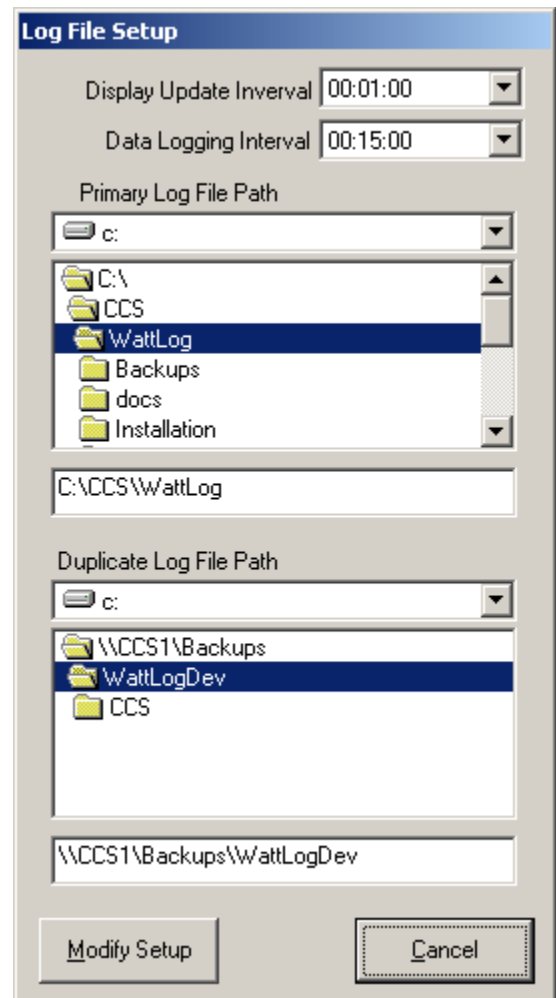 Log File Setup
Display Update Inverval 00:01:00
Data Logging Interval 00:15:00
Primary Log File Path
c:
C:\
CCS
WattLog
Backups
docs
Installation
C:\CCS\WattLog
Duplicate Log File Path
c:
\\CCS1\Backups
WattLogDev
CCS
\\CCS1\Backups\WattLogDev
Modify Setup Cancel